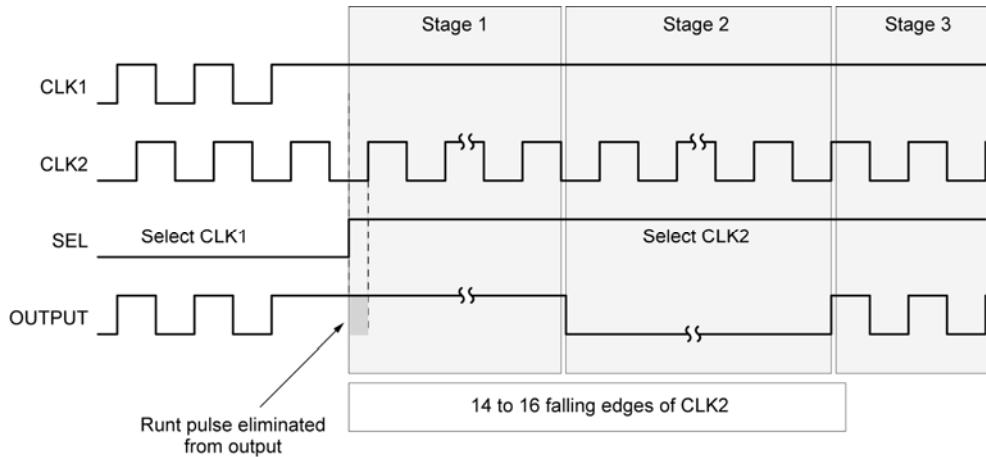 Stage 1
Stage 2
Stage 3
CLK1
CLK2
SEL
Select CLK1
Select CLK2
OUTPUT
14 to 16 falling edges of CLK2
Runt pulse eliminated
from output